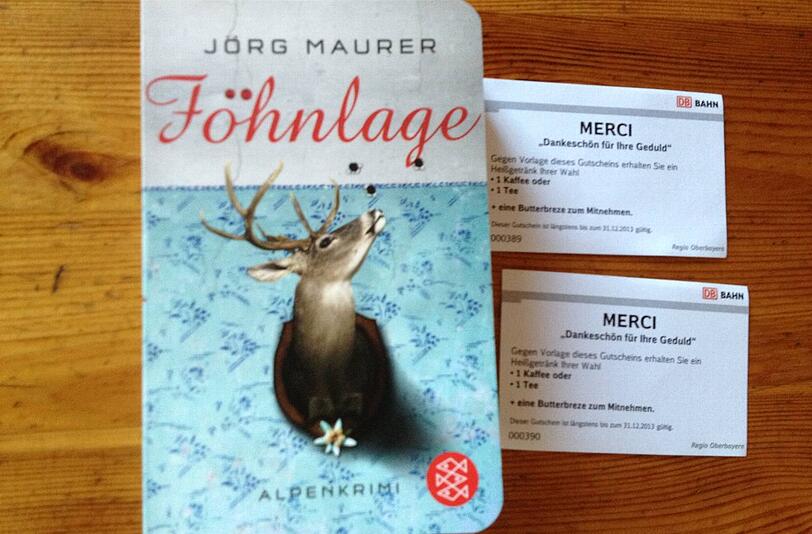 JÖRG MAURER
Föhnlage
ALPENKRIMI
DB BAHN
MERCI
„Dankeschön für Ihre Geduld“
Gegen Vorlage dieses Gutscheins erhalten Sie ein
Heißgetränk Ihrer Wahl
• 1 Kaffee oder
• 1 Tee
+ eine Butterbreze zum Mitnehmen.
Dieser Gutschein ist längstens bis zum 31.12.2013 gültig.
000389
Regio Oberbayern
DB BAHN
MERCI
„Dankeschön für Ihre Geduld“
Gegen Vorlage dieses Gutscheins erhalten Sie ein
Heißgetränk Ihrer Wahl
• 1 Kaffee oder
• 1 Tee
+ eine Butterbreze zum Mitnehmen.
Dieser Gutschein ist längstens bis zum 31.12.2013 gültig.
000390
Regio Oberbayern